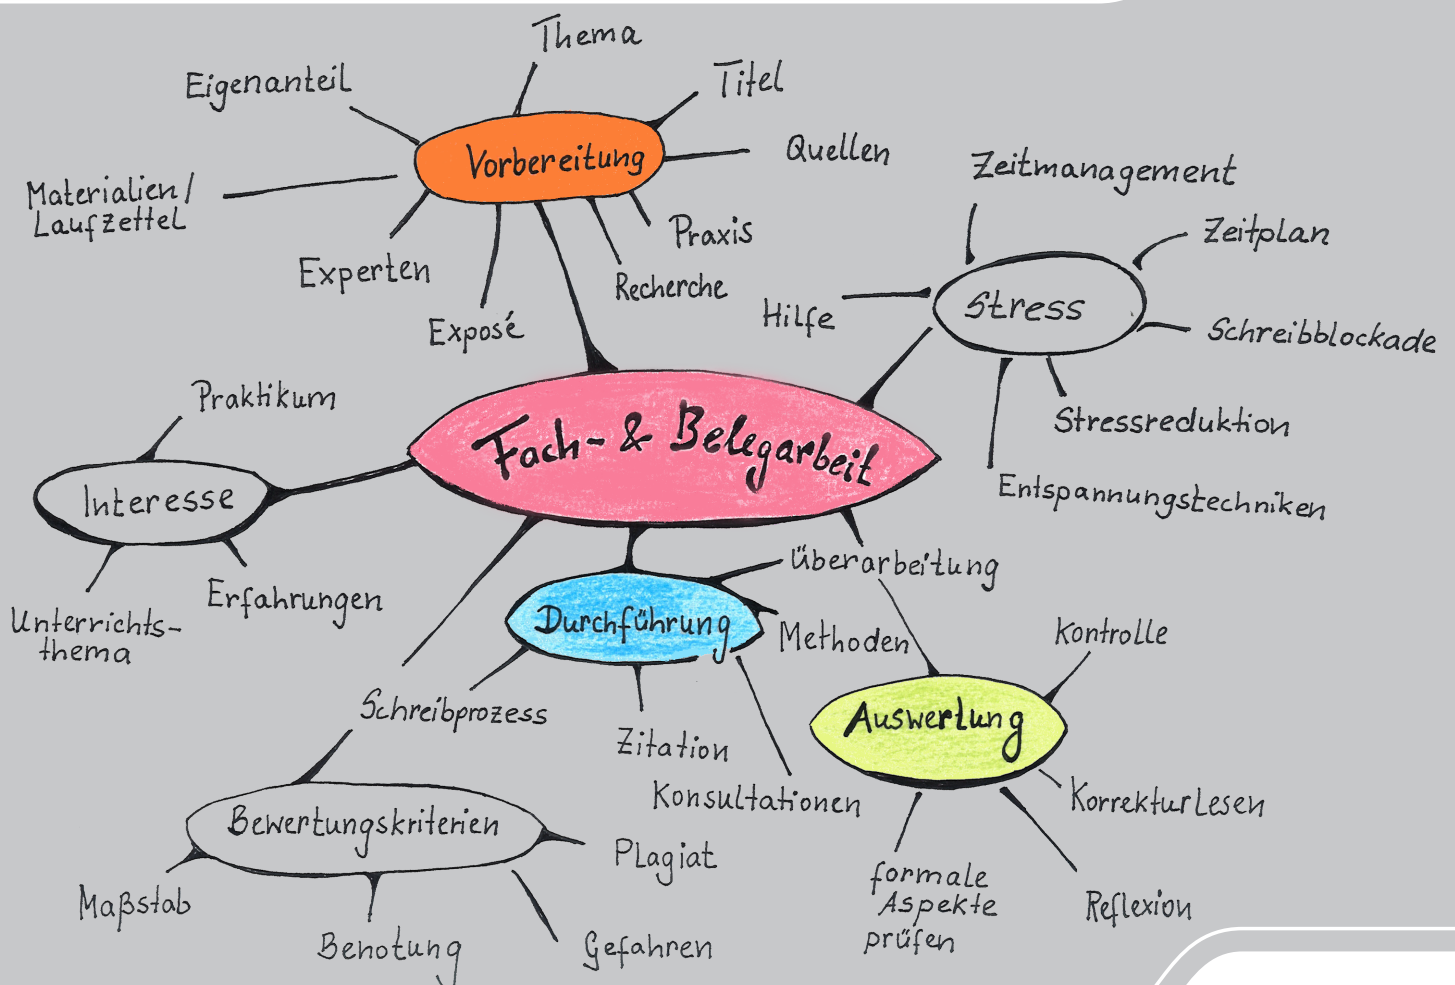 Thema
Eigenanteil
Titel
Vorbereitung
Quellen
Materialien/
Laufzettel
Praxis
Experten
Recherche
Exposé
Zeitmanagement
Zeitplan
Hilfe
Stress
Schreibblockade
Stressreduktion
Entspannungstechniken
Fach- & Belegarbeit
Praktikum
Interesse
Erfahrungen
Unterrichts-
thema
Überarbeitung
Durchführung
Methoden
Schreibprozess
Zitation
Konsultationen
Kontrolle
Auswertung
Korrekturlesen
formale
Aspekte
prüfen
Reflexion
Bewertungskriterien
Plagiat
Maßstab
Benotung
Gefahren